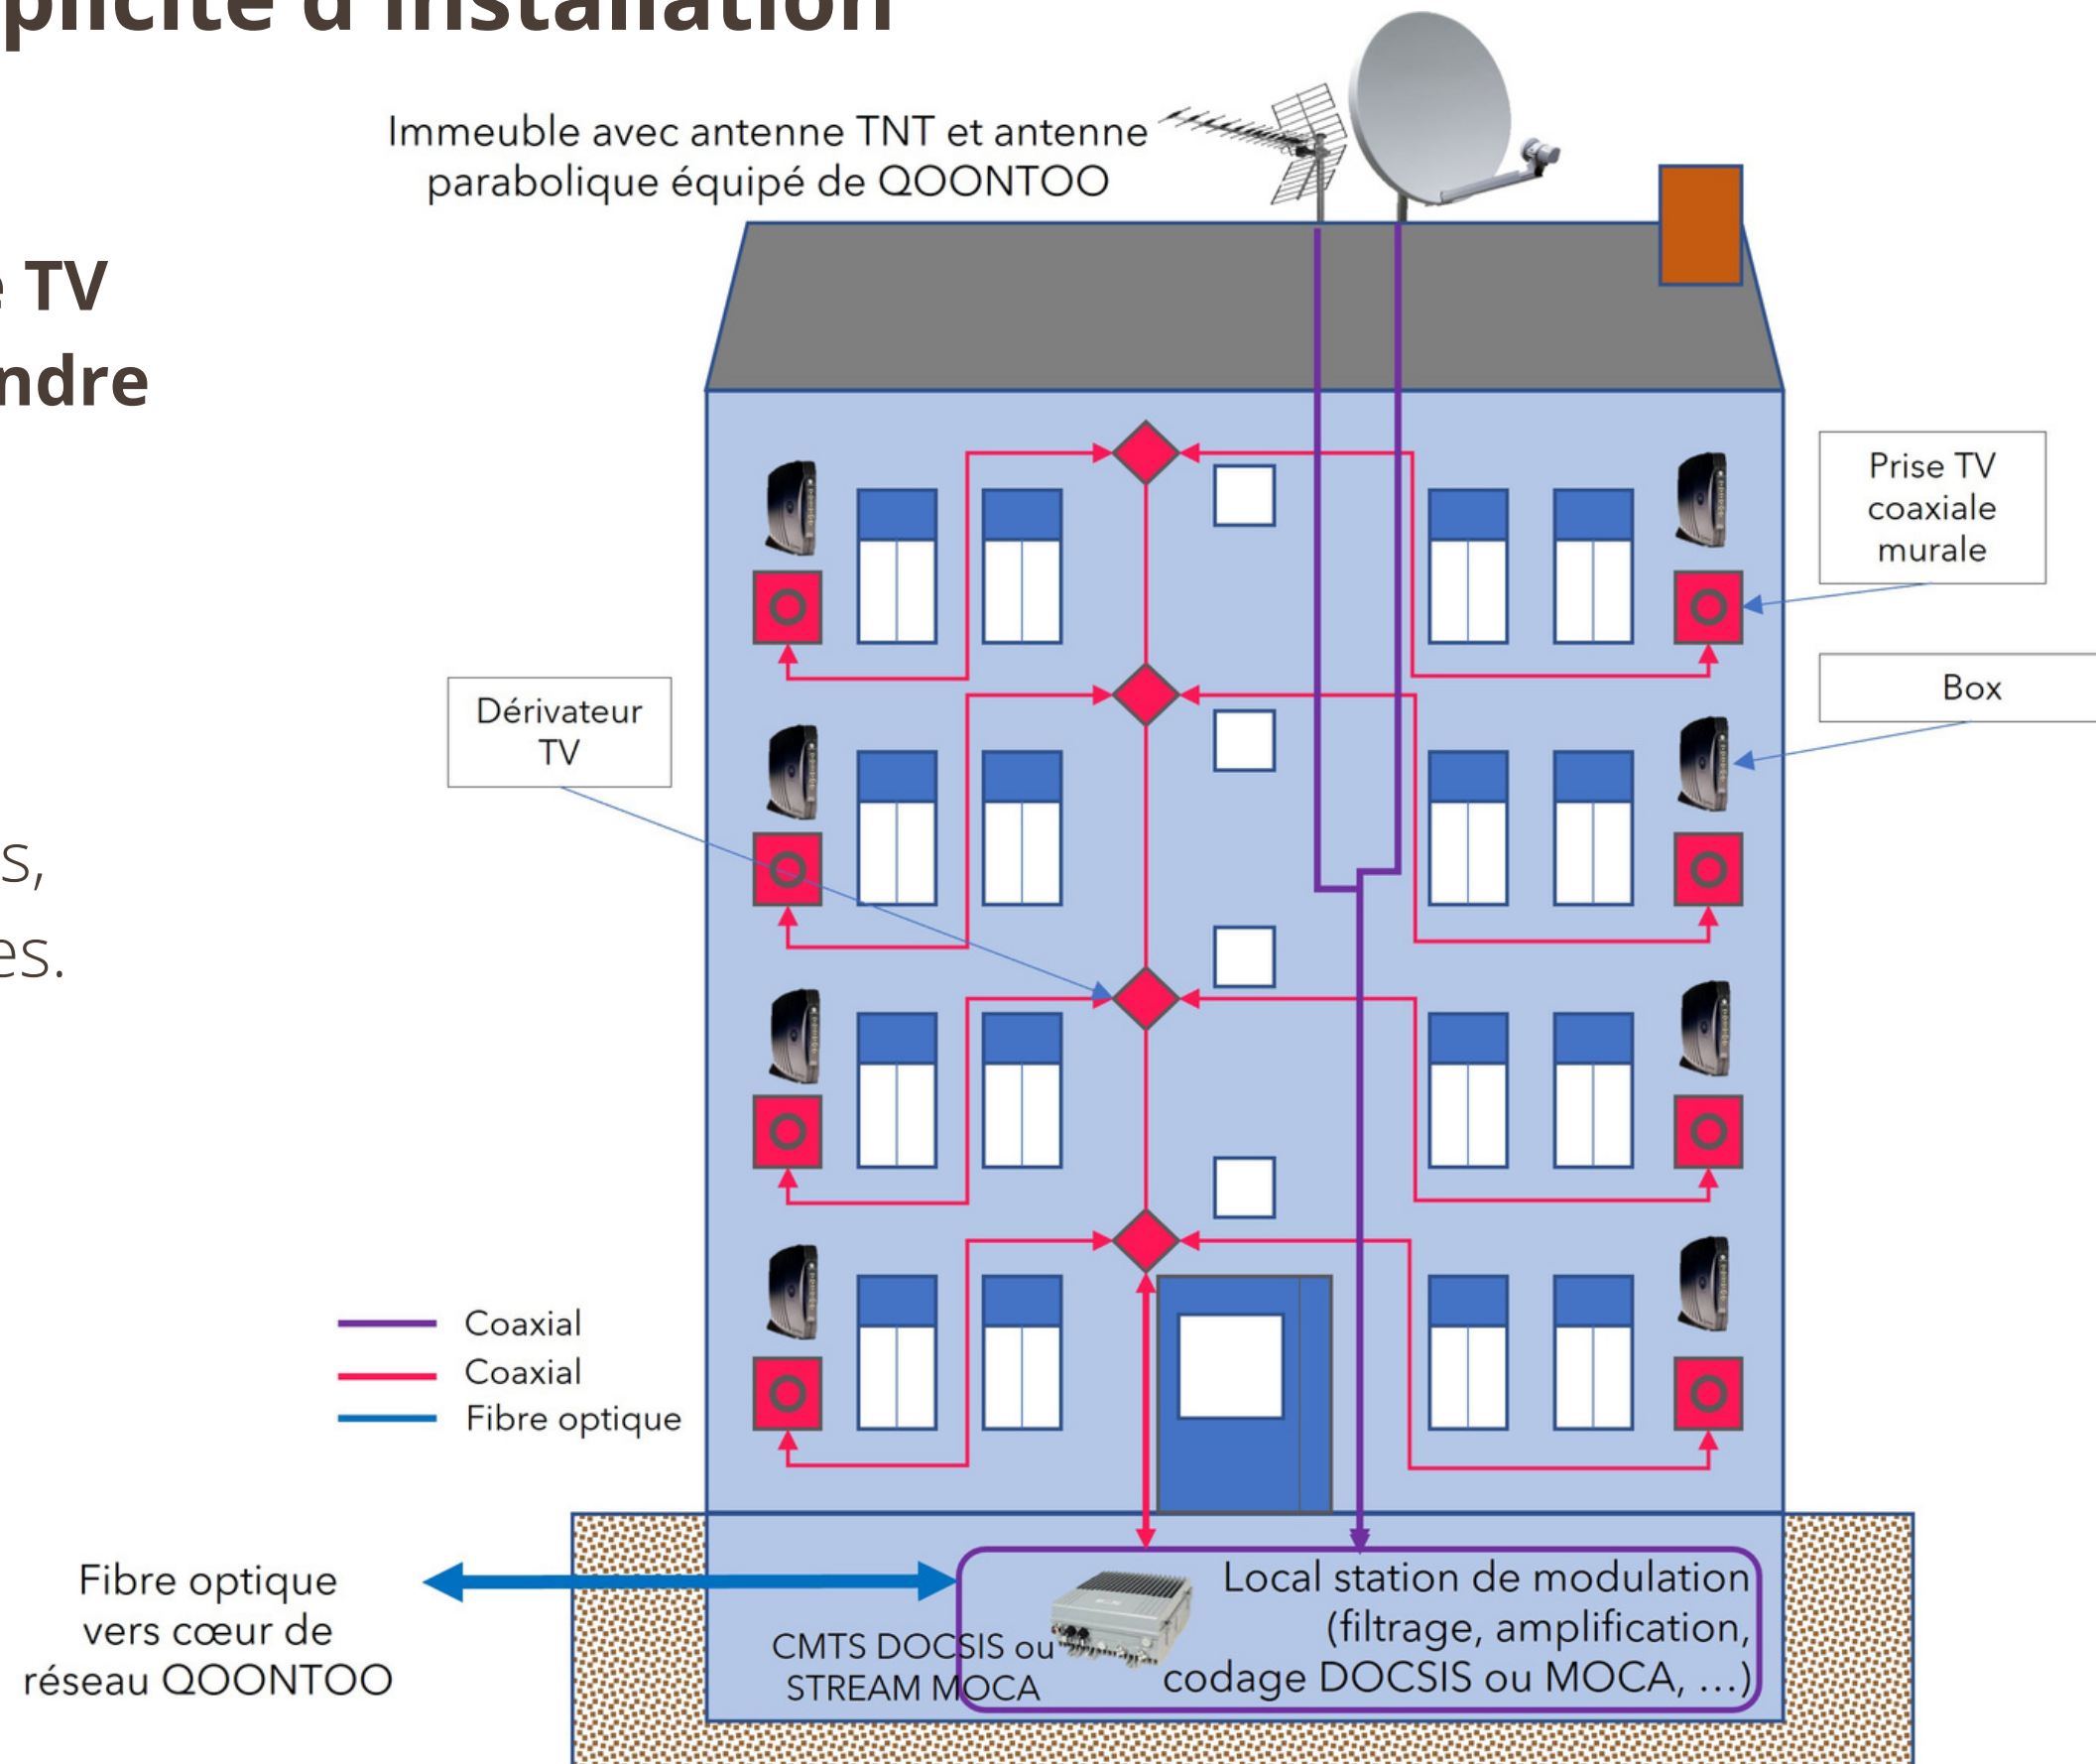 plicité d'installation
Immeuble avec antenne TNT et antenne
parabolique équipé de QOONTOO
e TV
ndre
Prise TV
coaxiale
murale
Box
Dérivateur
TV
s,
es.
Coaxial
Coaxial
Fibre optique
Fibre optique
vers cœur de
réseau QOONTOO
CMTS DOCSIS ou
STREAM MOCA
Local station de modulation
(filtrage, amplification,
codage DOCSIS ou MOCA, ...)